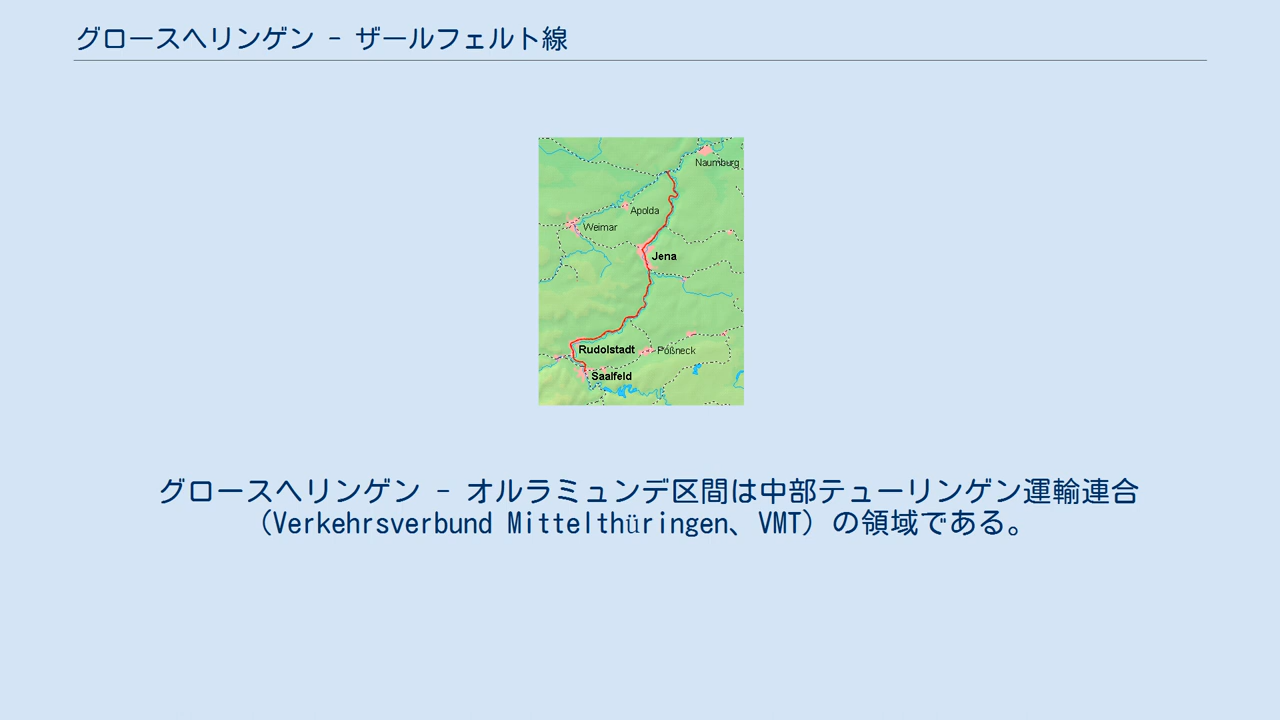 グロースヘリンゲン - ザールフェルト線
Naumburg
Apolda
Weimar
Jena
Rudolstadt
Pößneck
Saalfeld
グロースヘリンゲン - オルラミュンデ区間は中部テューリンゲン運輸連合
（Verkehrsverbund Mittelthüringen、VMT）の領域である。